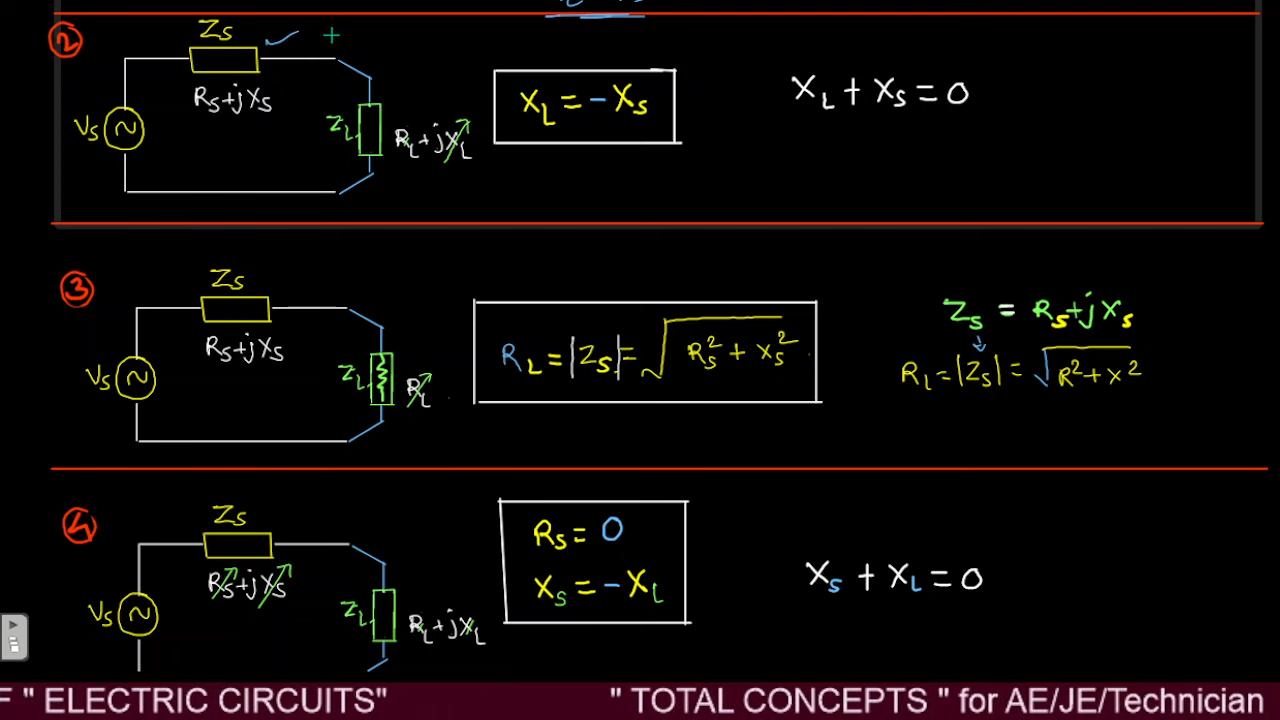 ②
Zs
+
Vs
Rs+jXs
ZL
RL+jXL
XL = -Xs
XL + Xs = 0
③
Zs
Vs
Rs+jXs
ZL
RL
RL = |Zs| = √Rs² + Xs²
Zs = Rs+jXs
RL = |Zs| = √R² + X²
④
Zs
Vs
Rs+jXs
ZL
RL+jXL
Rs = 0
Xs = -XL
Xs + XL = 0
F " ELECTRIC CIRCUITS" " TOTAL CONCEPTS " for AE/JE/Technician